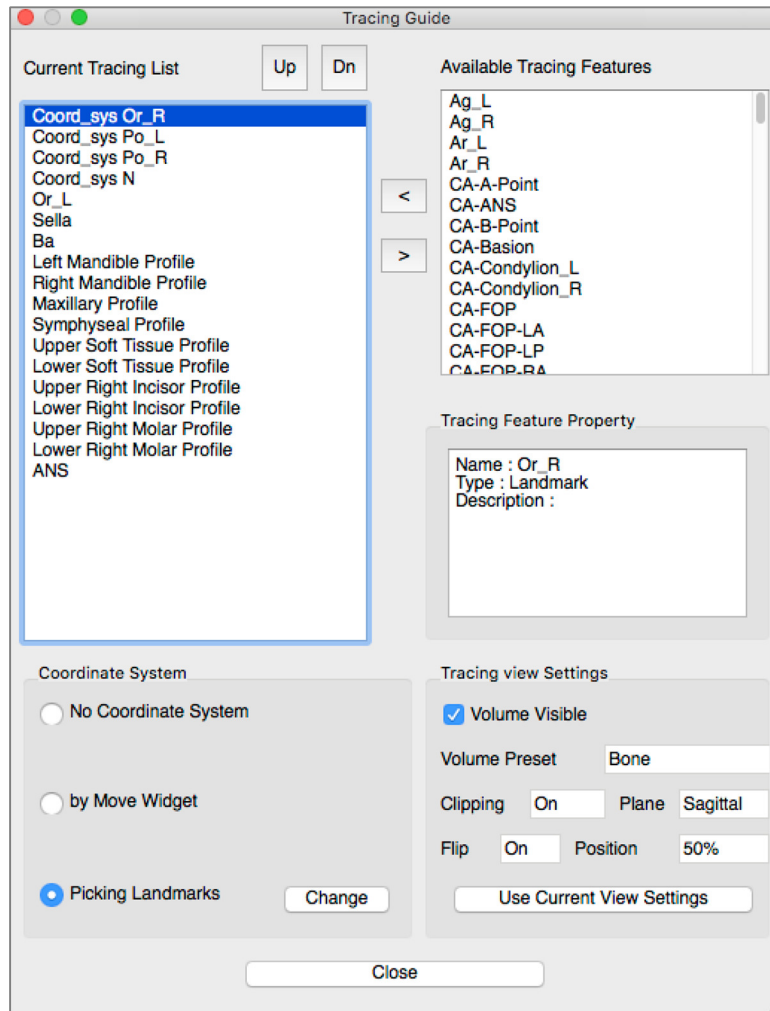 Tracing Guide
Current Tracing List
Up
Dn
Available Tracing Features
Coord_sys Or_R
Coord_sys Po_L
Coord_sys Po_R
Coord_sys N
Or_L
Sella
Ba
Left Mandible Profile
Right Mandible Profile
Maxillary Profile
Symphyseal Profile
Upper Soft Tissue Profile
Lower Soft Tissue Profile
Upper Right Incisor Profile
Lower Right Incisor Profile
Upper Right Molar Profile
Lower Right Molar Profile
ANS
<
>
Ag_L
Ag_R
Ar_L
Ar_R
CA-A-Point
CA-ANS
CA-B-Point
CA-Basion
CA-Condylion_L
CA-Condylion_R
CA-FOP
CA-FOP-LA
CA-FOP-LP
CA-FOP-RA
Tracing Feature Property
Name : Or_R
Type : Landmark
Description :
Coordinate System
No Coordinate System
by Move Widget
Picking Landmarks
Change
Tracing view Settings
Volume Visible
Volume Preset Bone
Clipping On Plane Sagittal
Flip On Position 50%
Use Current View Settings
Close